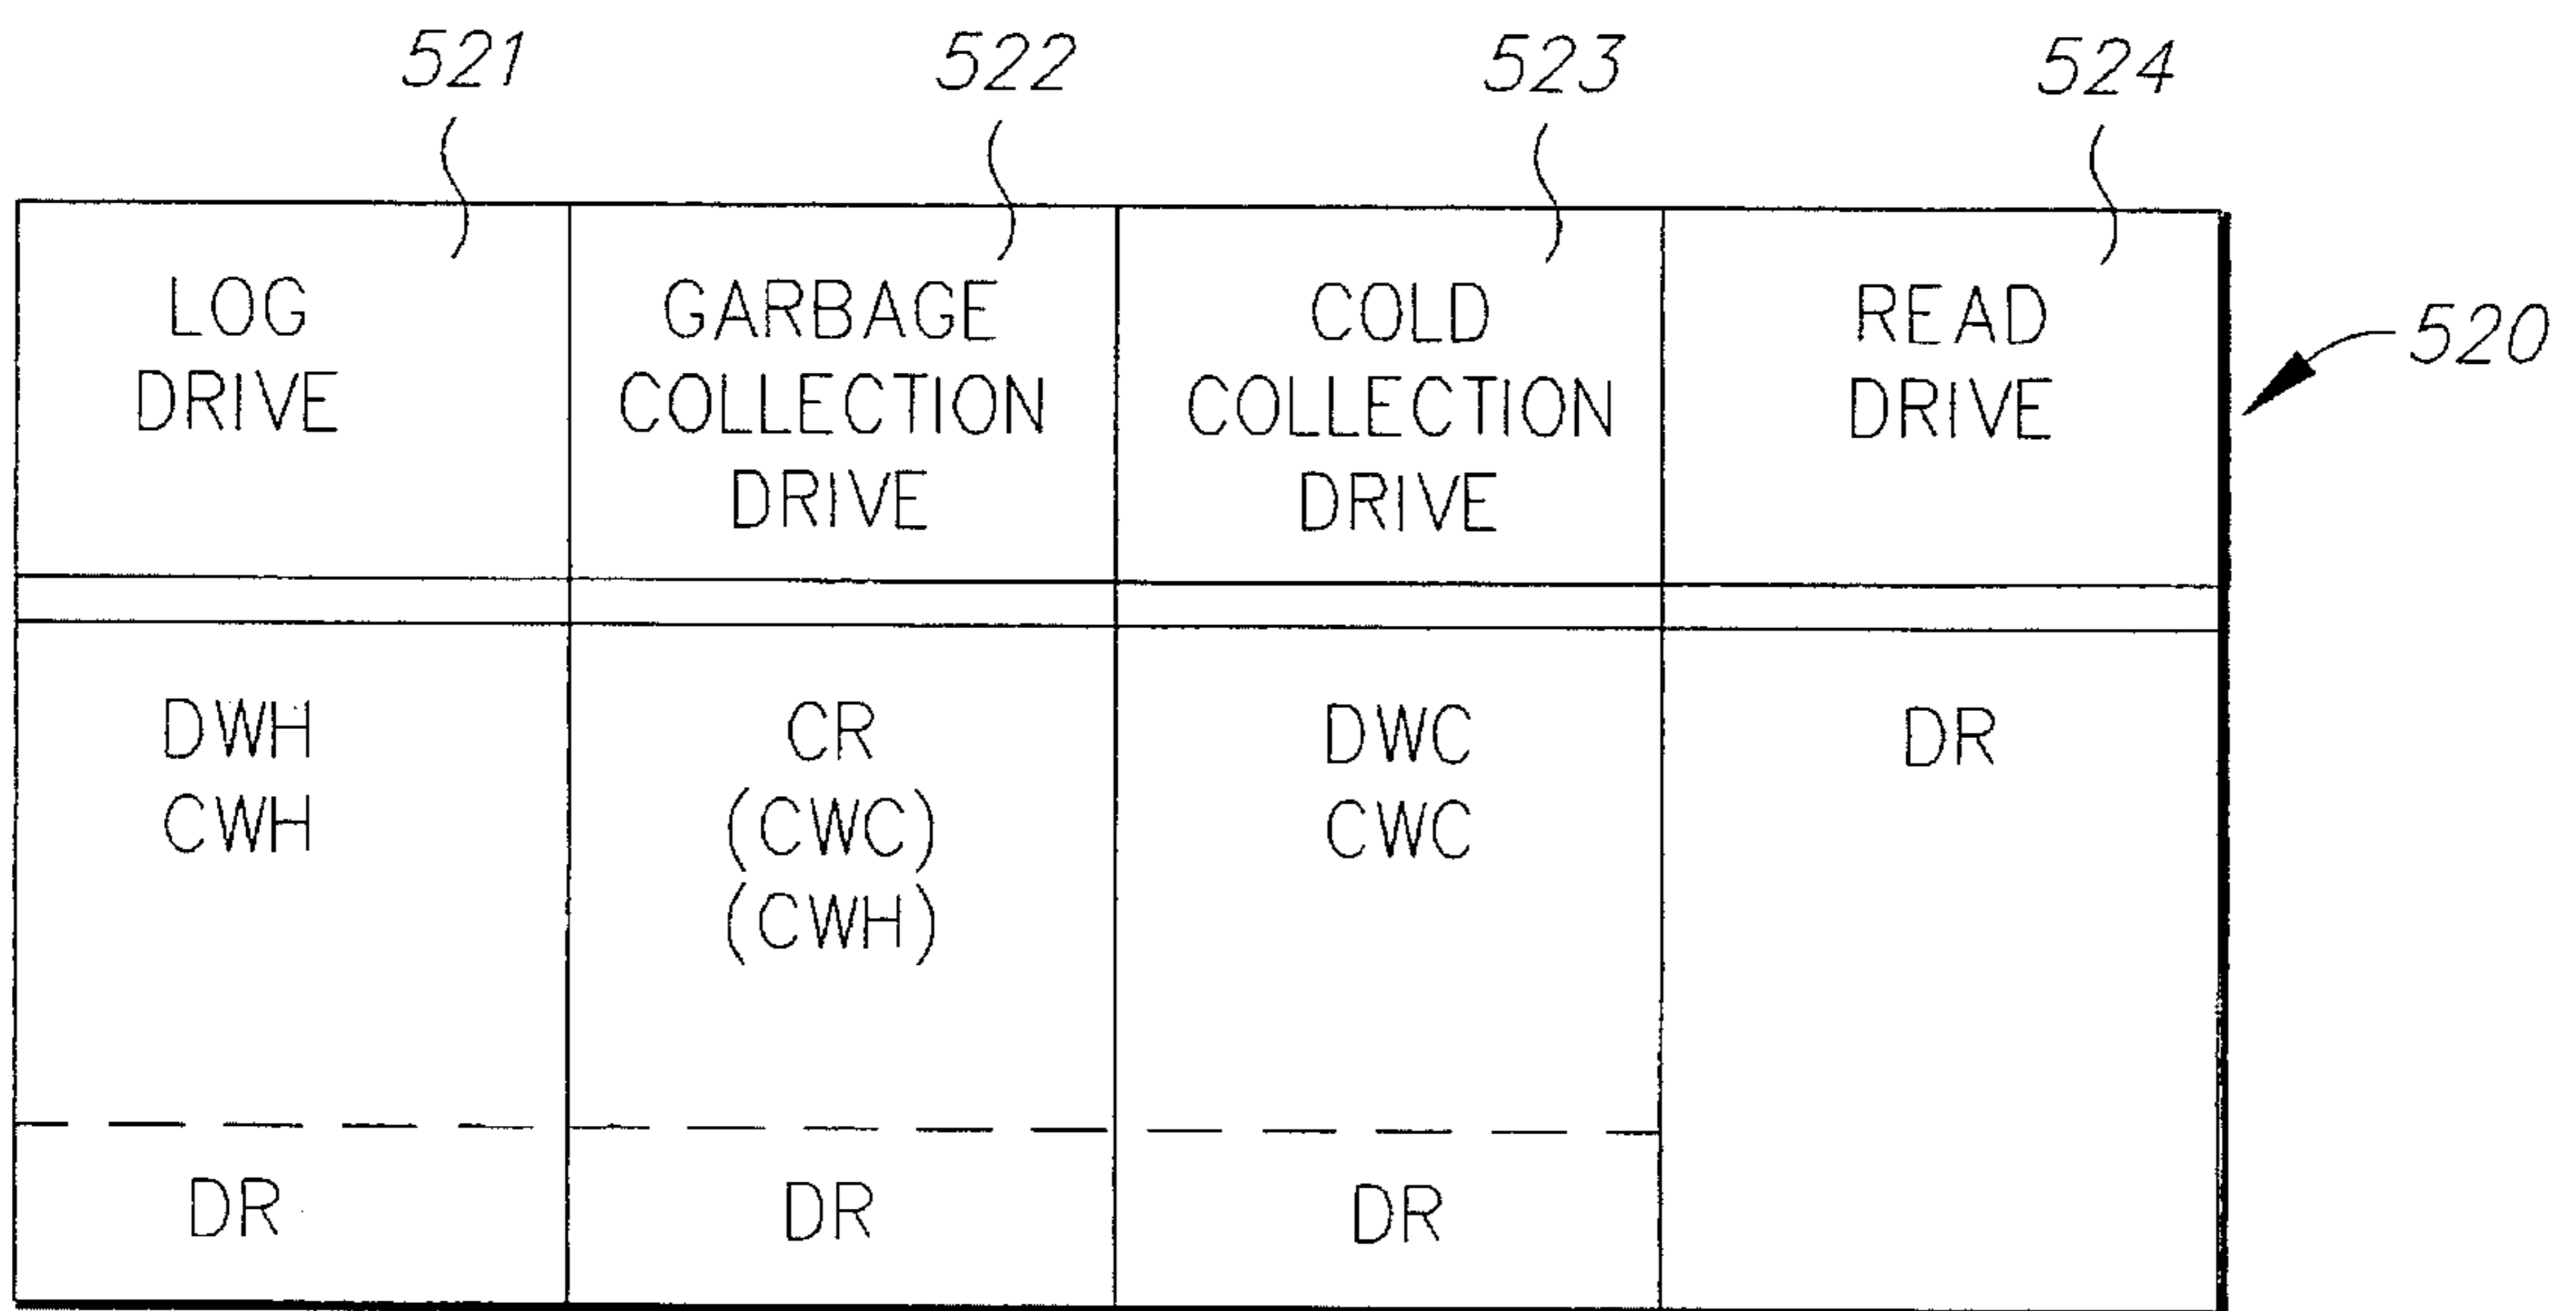 521 522 523 524
LOG DRIVE
GARBAGE COLLECTION DRIVE
COLD COLLECTION DRIVE
READ DRIVE
520
DWH
CWH
CR
(CWC)
(CWH)
DWC
CWC
DR
DR DR DR